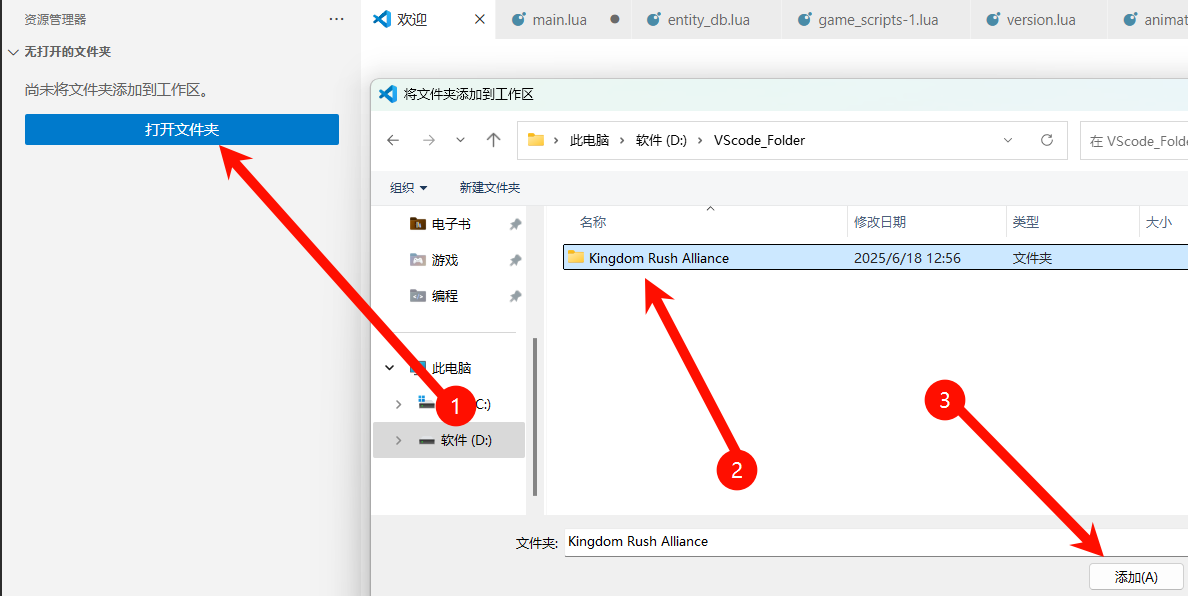 资源管理器 ···
无打开的文件夹
尚未将文件夹添加到工作区。
打开文件夹
欢迎 main.lua entity_db.lua game_scripts-1.lua version.lua animat
将文件夹添加到工作区
此电脑 软件 (D:) VScode_Folder 在 VScode_Folde
组织 新建文件夹
电子书
游戏
编程
此电脑
C:)
软件 (D:)
名称 修改日期 类型 大小
Kingdom Rush Alliance 2025/6/18 12:56 文件夹
1
2
3
文件夹: Kingdom Rush Alliance
添加(A)